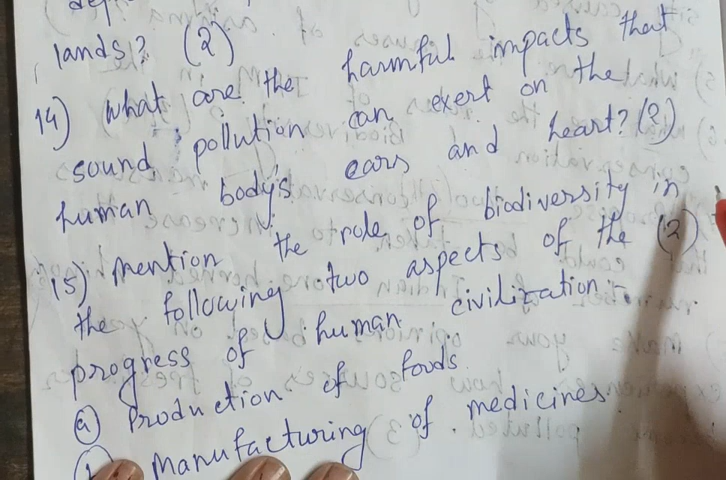 lands? (2)
14) What are the harmful impacts that
sound pollution can exert on the
human body's ears and heart? (2)
15) Mention the role of biodiversity in
the following two aspects of the (2)
progress of human civilization :-
a) Production of foods
Manufacturing of medicines.